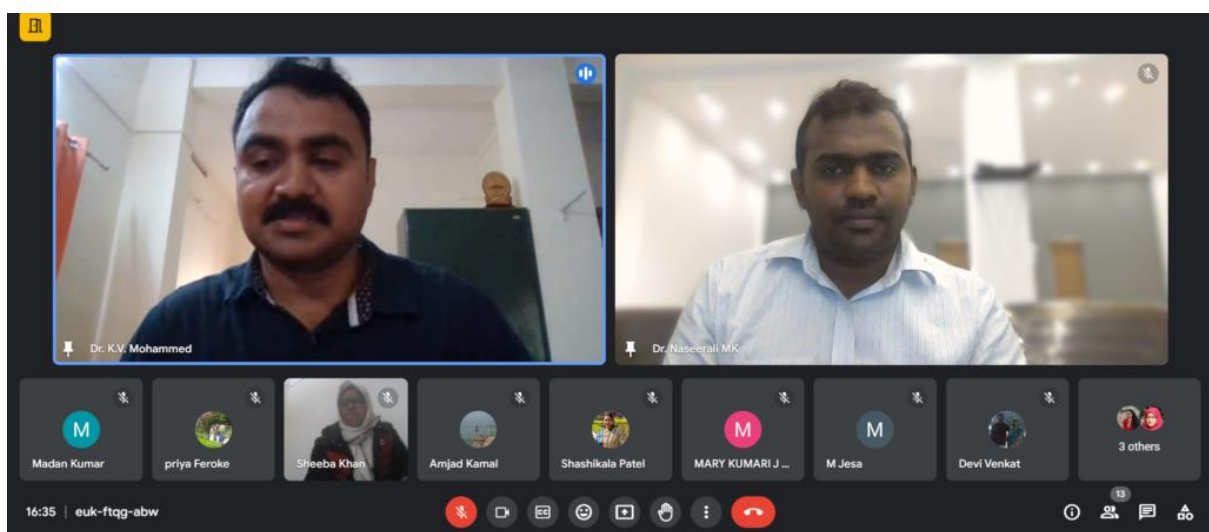 Dr. K.V. Mohammed
Dr. Naseerali MK
M
Madan Kumar
priya Feroke
Sheeba Khan
Amjad Kamal
Shashikala Patel
M
MARY KUMARI J ...
M
M Jesa
Devi Venkat
3 others
16:35 | euk-ftqg-abw
CC
13